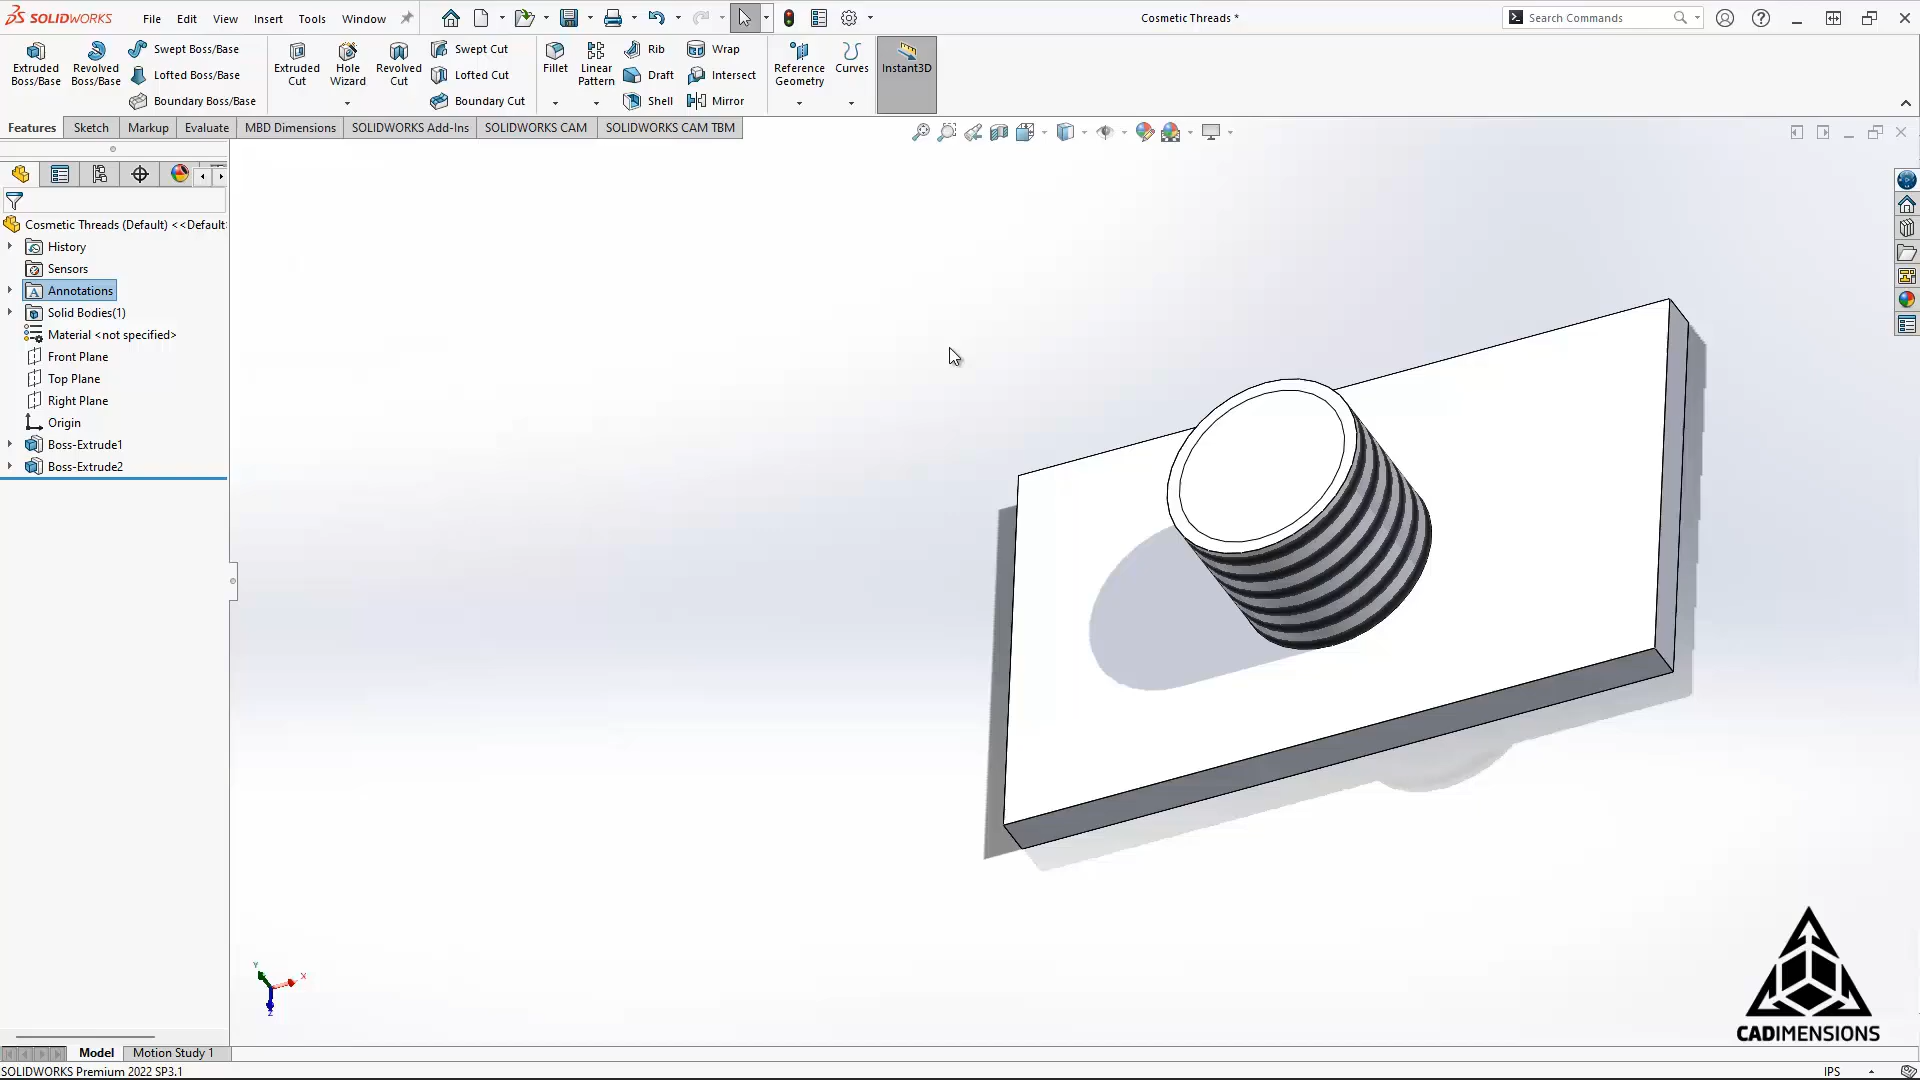 SOLIDWORKS
File Edit View Insert Tools Window
Cosmetic Threads *
Search Commands
Extruded Boss/Base
Revolved Boss/Base
Swept Boss/Base
Lofted Boss/Base
Boundary Boss/Base
Extruded Cut
Hole Wizard
Revolved Cut
Swept Cut
Lofted Cut
Boundary Cut
Fillet
Linear Pattern
Rib
Draft
Shell
Wrap
Intersect
Mirror
Reference Geometry
Curves
Instant3D
Features Sketch Markup Evaluate MBD Dimensions SOLIDWORKS Add-Ins SOLIDWORKS CAM SOLIDWORKS CAM TBM
Cosmetic Threads (Default) <<Default
History
Sensors
A Annotations
Solid Bodies(1)
Material <not specified>
Front Plane
Top Plane
Right Plane
Origin
Boss-Extrude1
Boss-Extrude2
Y
X
Z
CADIMENSIONS
Model Motion Study 1
SOLIDWORKS Premium 2022 SP3.1
IPS